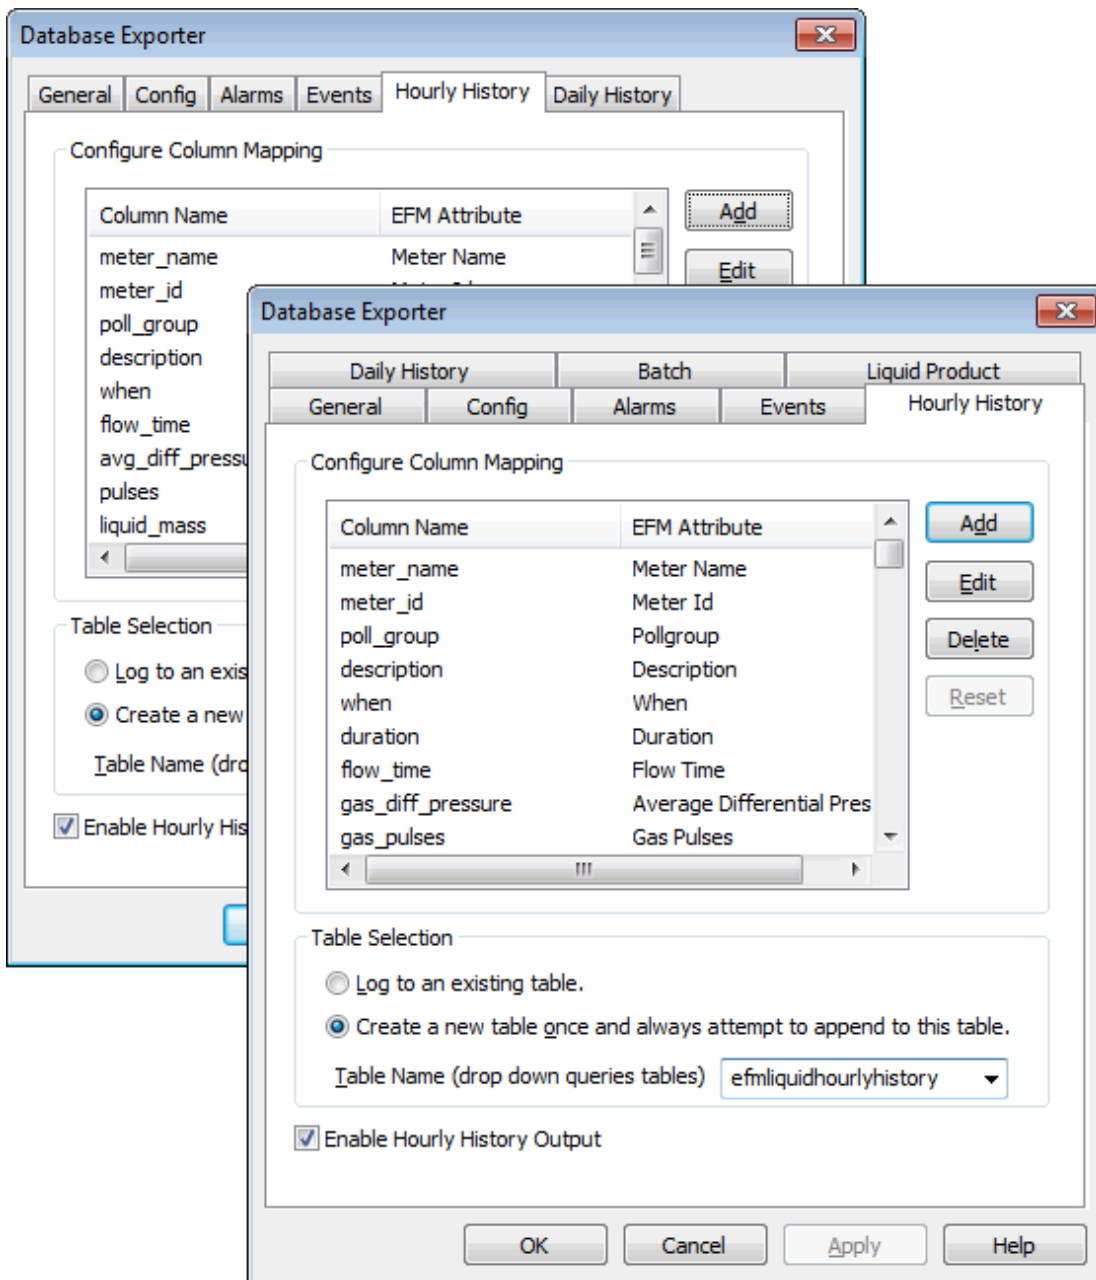 Database Exporter
General Config Alarms Events Hourly History Daily History
Configure Column Mapping
Column Name EFM Attribute
Add
meter_name Meter Name
Edit
meter_id
poll_group
description
when
flow_time
avg_diff_pressu
pulses
liquid_mass
Table Selection
Log to an exis
Create a new
Table Name (dro
Enable Hourly His
Database Exporter
Daily History Batch Liquid Product
General Config Alarms Events Hourly History
Configure Column Mapping
Column Name EFM Attribute
Add
meter_name Meter Name
Edit
meter_id Meter Id
poll_group Pollgroup
Delete
description Description
when When
Reset
duration Duration
flow_time Flow Time
gas_diff_pressure Average Differential Pres
gas_pulses Gas Pulses
Table Selection
Log to an existing table.
Create a new table once and always attempt to append to this table.
Table Name (drop down queries tables) efmliquidhourlyhistory
Enable Hourly History Output
OK Cancel Apply Help